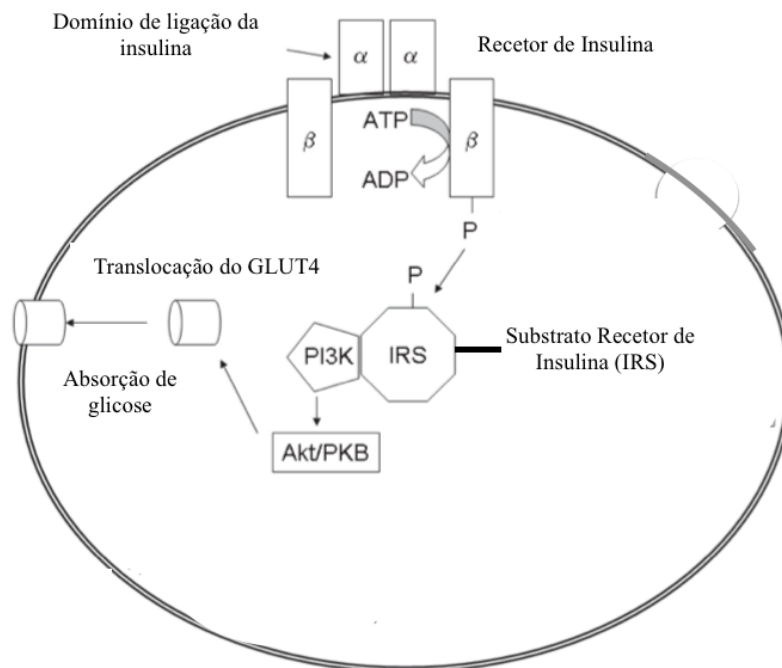 Domínio de ligação da
insulina
Recetor de Insulina
α
α
β
β
ATP
ADP
P
Translocação do GLUT4
P
PI3K
IRS
Substrato Recetor de
Insulina (IRS)
Absorção de
glicose
Akt/PKB